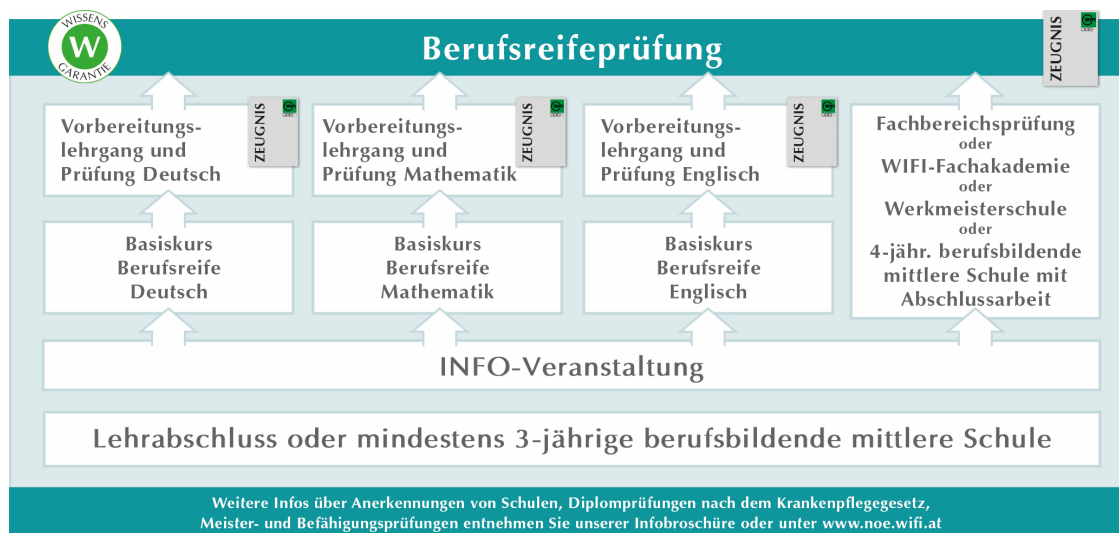 WISSENS
W
GARANTIE
Berufsreifeprüfung
ZEUGNIS
Vorbereitungs-
lehrgang und
Prüfung Deutsch
ZEUGNIS
Vorbereitungs-
lehrgang und
Prüfung Mathematik
ZEUGNIS
Vorbereitungs-
lehrgang und
Prüfung Englisch
ZEUGNIS
Fachbereichsprüfung
oder
WIFI-Fachakademie
oder
Werkmeisterschule
oder
4-jähr. berufsbildende
mittlere Schule mit
Abschlussarbeit
Basiskurs
Berufsreife
Deutsch
Basiskurs
Berufsreife
Mathematik
Basiskurs
Berufsreife
Englisch
INFO-Veranstaltung
Lehrabschluss oder mindestens 3-jährige berufsbildende mittlere Schule
Weitere Infos über Anerkennungen von Schulen, Diplomprüfungen nach dem Krankenpflegegesetz,
Meister- und Befähigungsprüfungen entnehmen Sie unserer Infobroschüre oder unter www.noe.wifi.at